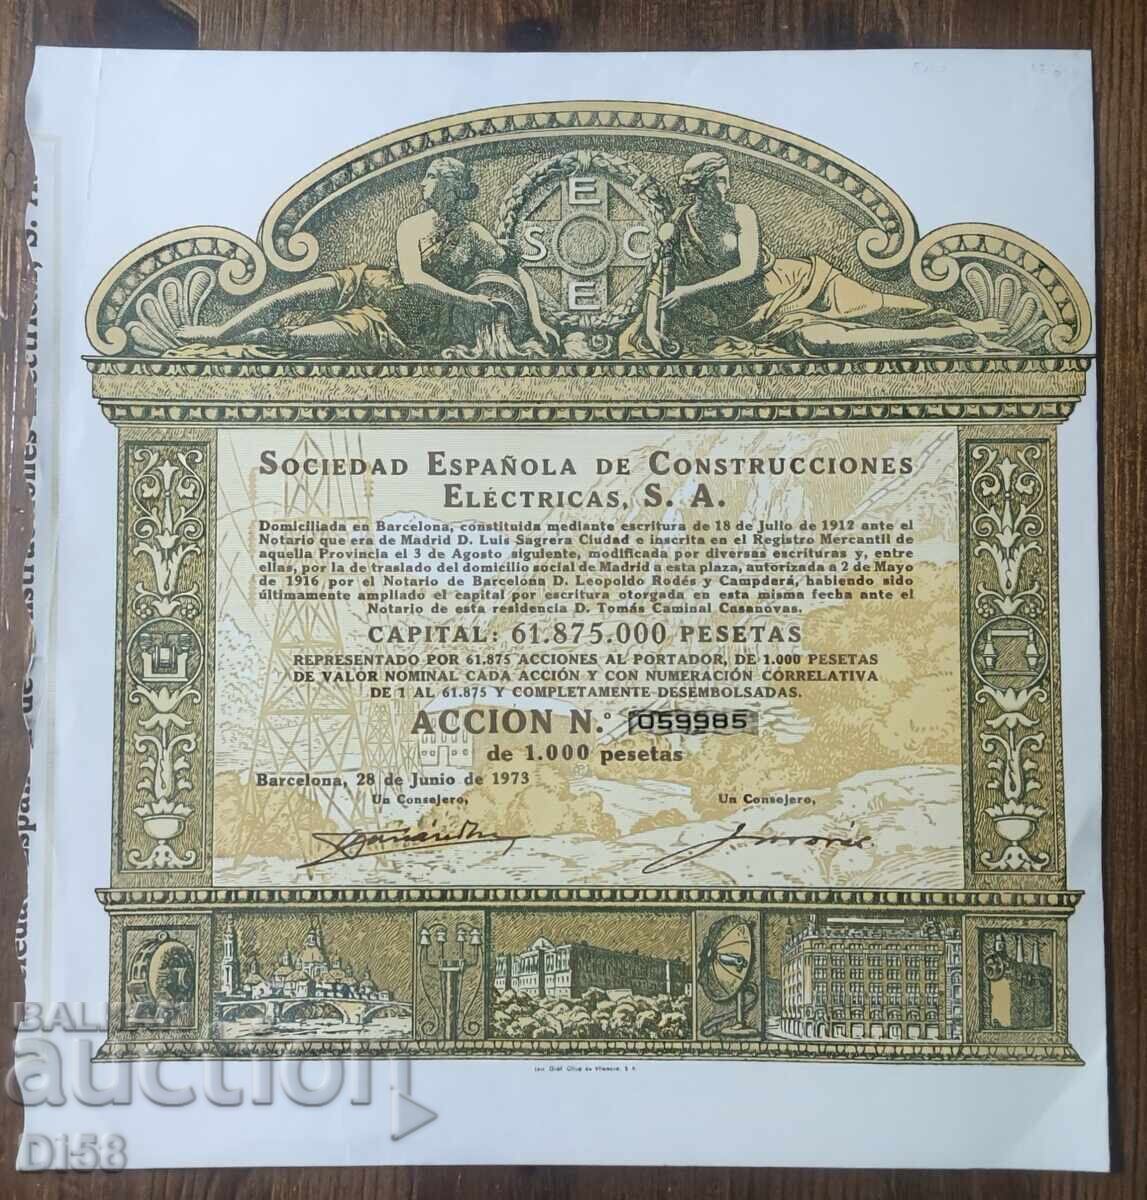 E
S C
E
E
SOCIEDAD ESPAÑOLA DE CONSTRUCCIONES
ELÉCTRICAS, S. A.
Domiciliada en Barcelona, constituida mediante escritura de 18 de Julio de 1912 ante el
Notario que era de Madrid D. Luis Sagrera Ciudad e inscrita en el Registro Mercantil de
aquella Provincia el 3 de Agosto siguiente, modificada por diversas escrituras y, entre
ellas, por la de traslado del domicilio social de Madrid a esta plaza, autorizada a 2 de Mayo
de 1916 por el Notario de Barcelona D. Leopoldo Rodés y Campderá, habiendo sido
últimamente ampliado el capital por escritura otorgada en esta misma fecha ante el
Notario de esta residencia D. Tomás Caminal Casanovas.
CAPITAL: 61.875.000 PESETAS
REPRESENTADO POR 61.875 ACCIONES AL PORTADOR, DE 1.000 PESETAS
DE VALOR NOMINAL CADA ACCIÓN Y CON NUMERACIÓN CORRELATIVA
DE 1 AL 61.875 Y COMPLETAMENTE DESEMBOLSADAS.
ACCIÓN N.° 059985
de 1.000 pesetas
Barcelona, 28 de Junio de 1973
Un Consejero, Un Consejero,
BALKAN
auction
Di58